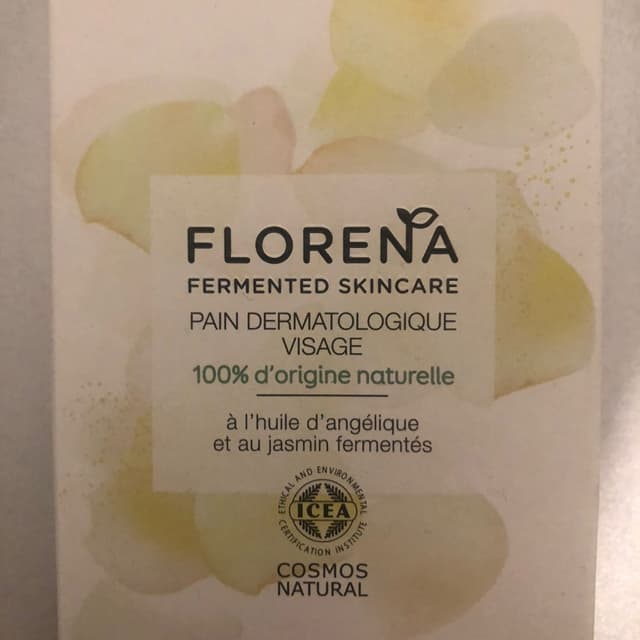 FLORENA
FERMENTED SKINCARE
PAIN DERMATOLOGIQUE
VISAGE
100% d'origine naturelle
à l'huile d'angélique
et au jasmin fermentés
ETHICAL AND ENVIRONMENTAL
ICEA
CERTIFICATION INSTITUTE
COSMOS
NATURAL